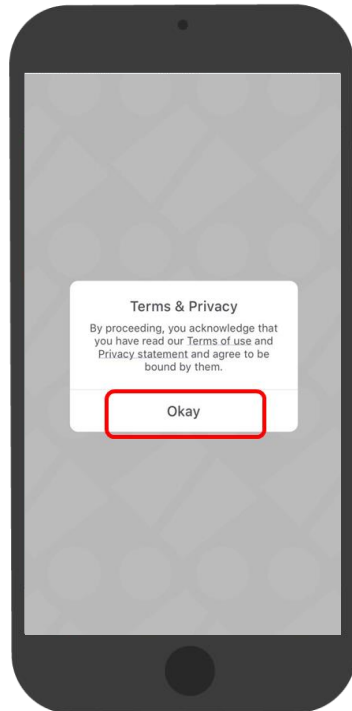 Terms & Privacy
By proceeding, you acknowledge that
you have read our Terms of use and
Privacy statement and agree to be
bound by them.
Okay